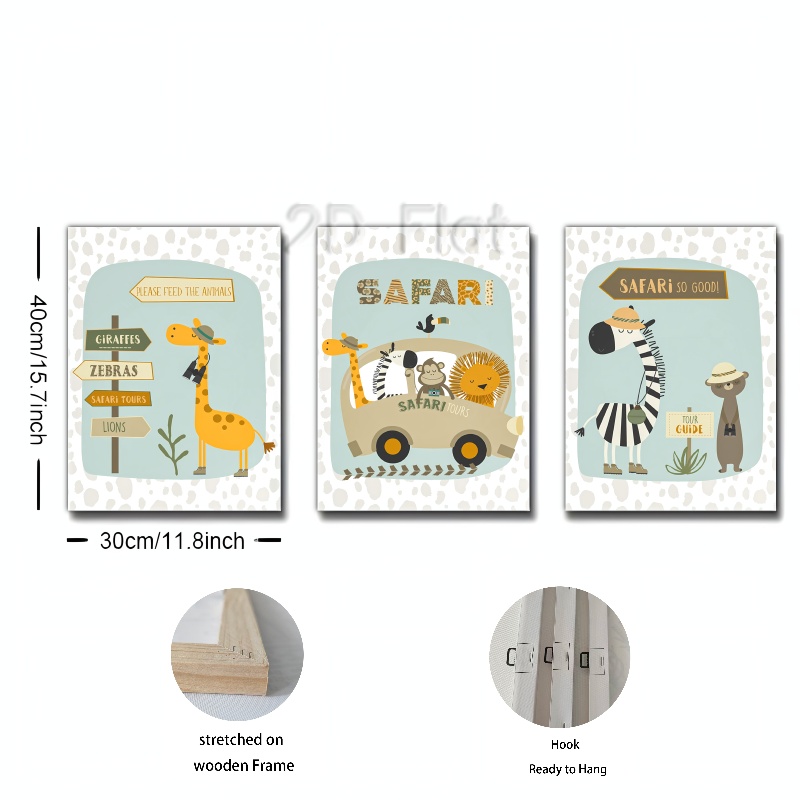 2D Flat
PLEASE FEED THE ANIMALS
GIRAFFES
ZEBRAS
SAFARI TOURS
LIONS
SAFARI
SAFARI TOURS
SAFARI SO GOOD!
TOUR
GUIDE
40cm/15.7inch
30cm/11.8inch
stretched on
wooden Frame
Hook
Ready to Hang